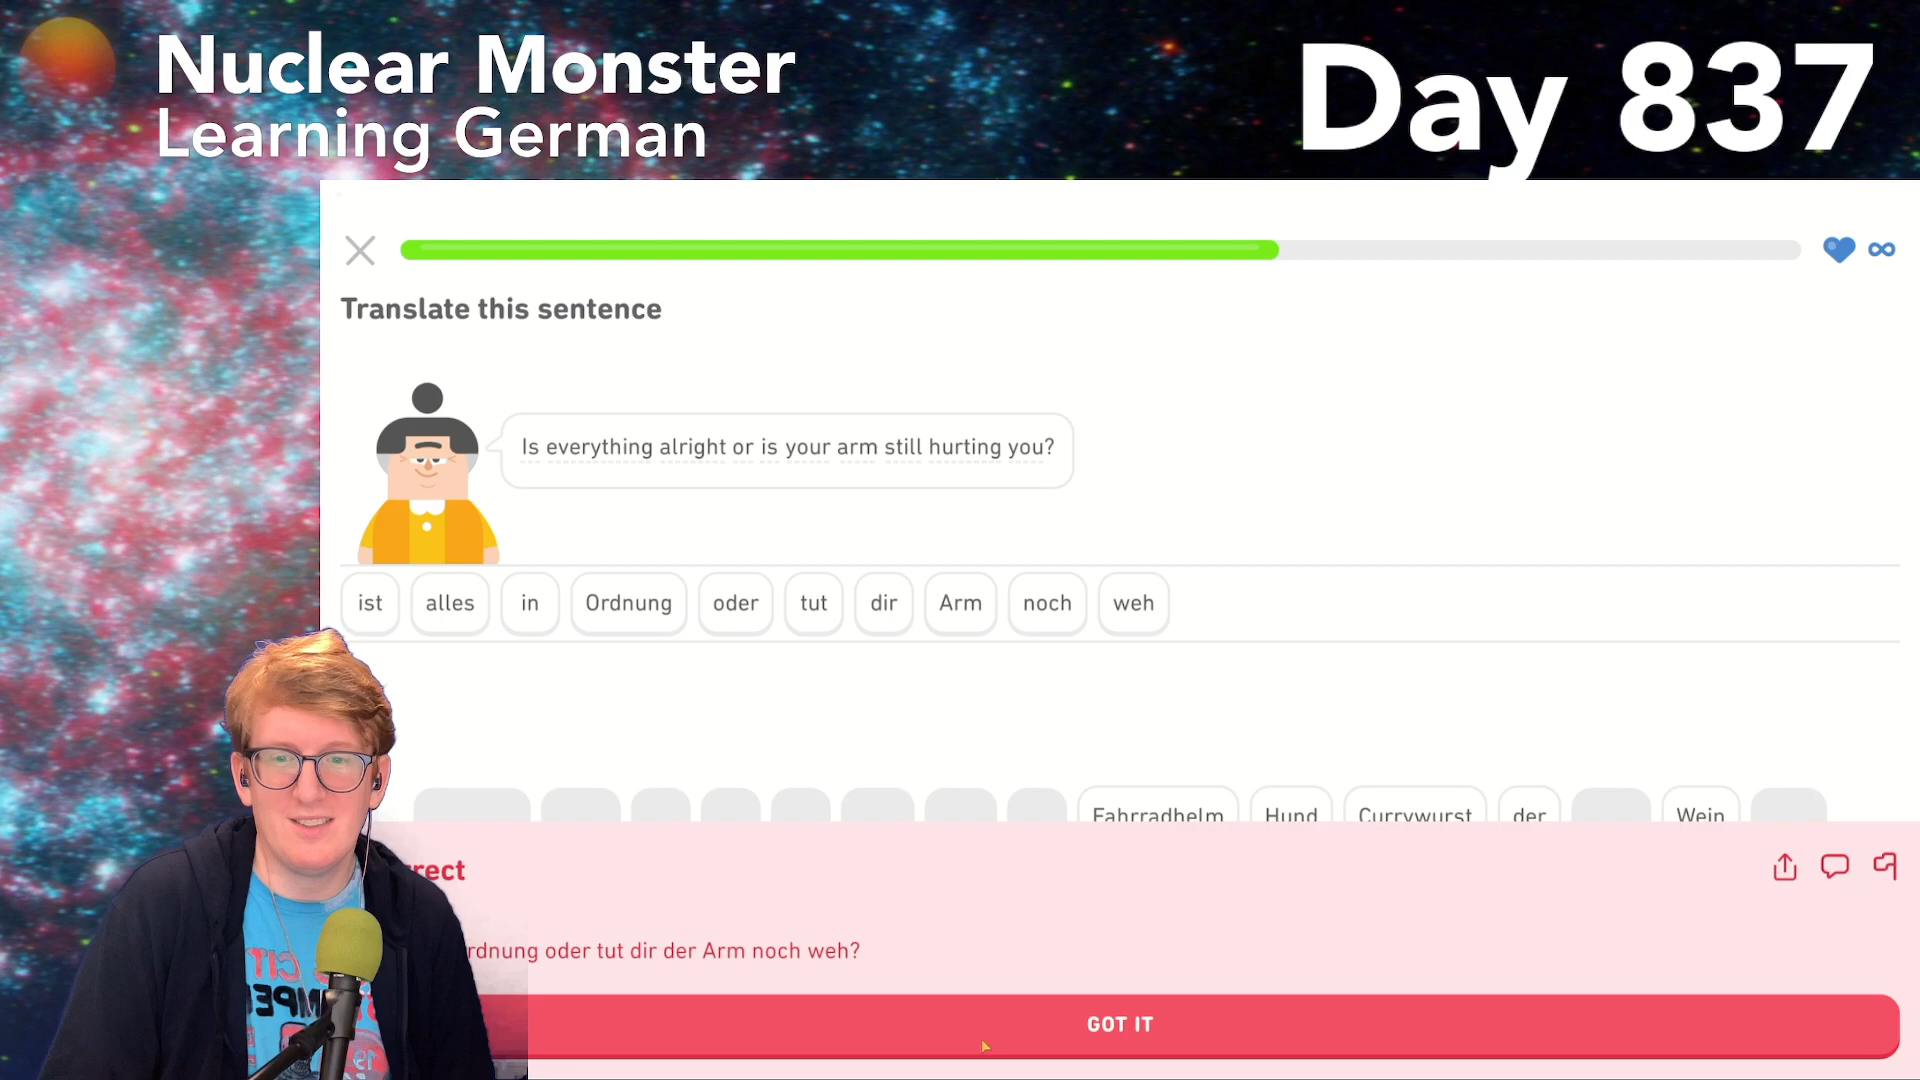 Nuclear Monster
Learning German
Day 837
Translate this sentence
Is everything alright or is your arm still hurting you?
ist alles in Ordnung oder tut dir Arm noch weh
Fahrradhelm Hund Currywurst der Wein
rect
rdnung oder tut dir der Arm noch weh?
GOT IT